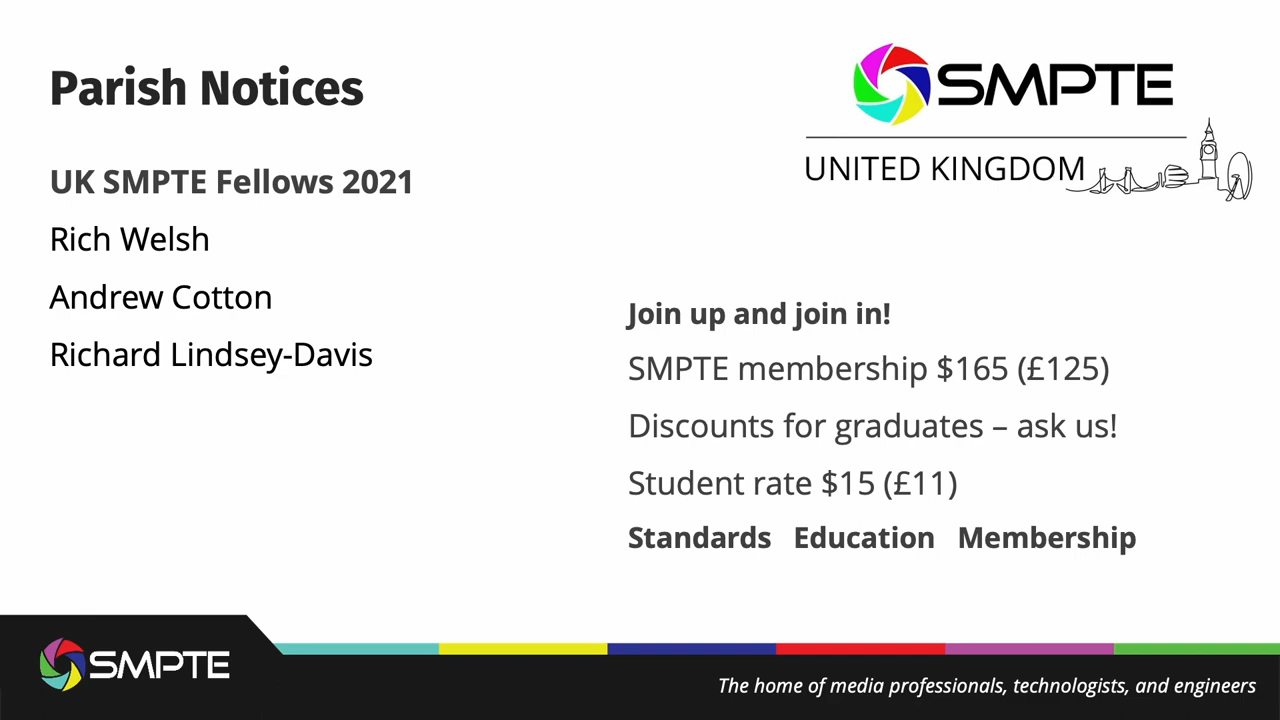 Parish Notices
SMPTE
UNITED KINGDOM
UK SMPTE Fellows 2021
Rich Welsh
Andrew Cotton
Richard Lindsey-Davis
Join up and join in!
SMPTE membership $165 (£125)
Discounts for graduates – ask us!
Student rate $15 (£11)
Standards Education Membership
SMPTE
The home of media professionals, technologists, and engineers